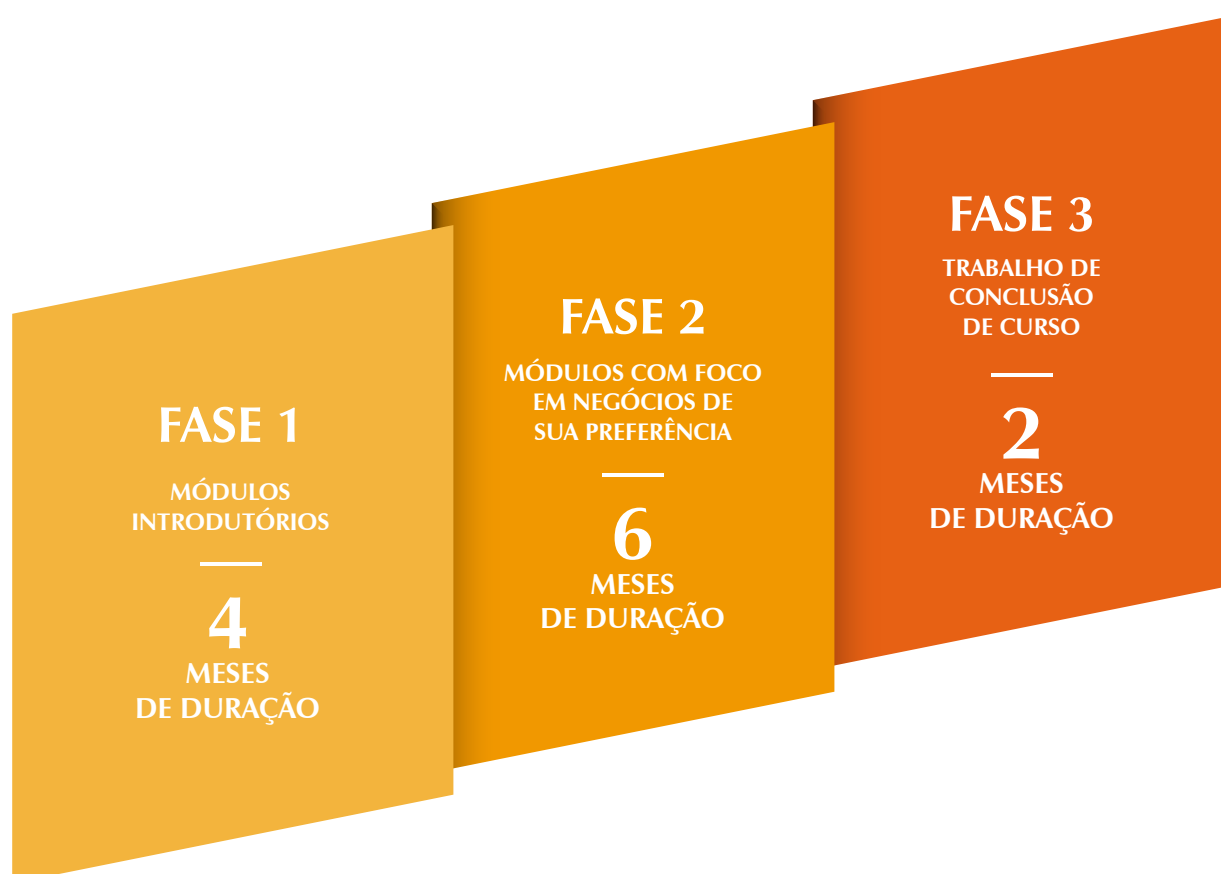 FASE 1
MÓDULOS
INTRODUTÓRIOS
4
MESES
DE DURAÇÃO
FASE 2
MÓDULOS COM FOCO
EM NEGÓCIOS DE
SUA PREFERÊNCIA
6
MESES
DE DURAÇÃO
FASE 3
TRABALHO DE
CONCLUSÃO
DE CURSO
2
MESES
DE DURAÇÃO